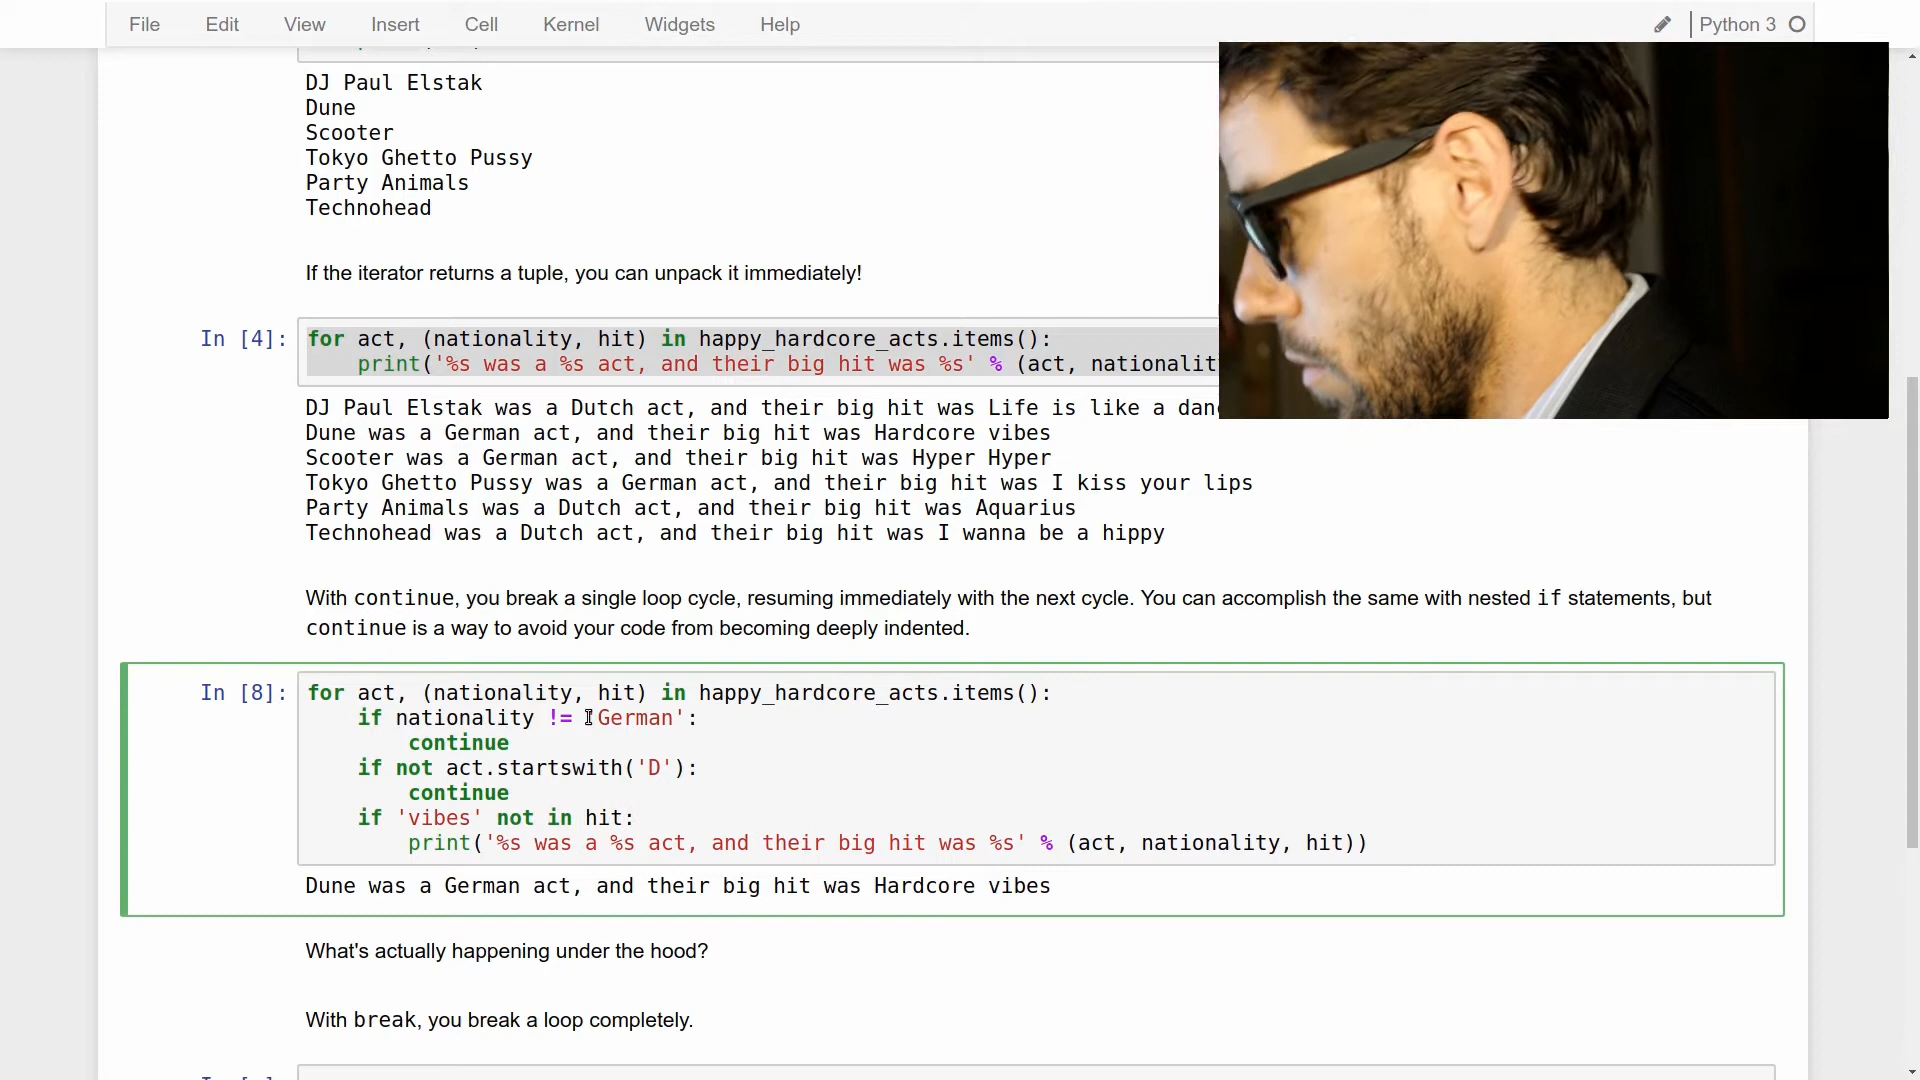 File Edit View Insert Cell Kernel Widgets Help Python 3
DJ Paul Elstak
Dune
Scooter
Tokyo Ghetto Pussy
Party Animals
Technohead
If the iterator returns a tuple, you can unpack it immediately!
In [4]: for act, (nationality, hit) in happy_hardcore_acts.items():
print('%s was a %s act, and their big hit was %s' % (act, nationalit
DJ Paul Elstak was a Dutch act, and their big hit was Life is like a dan
Dune was a German act, and their big hit was Hardcore vibes
Scooter was a German act, and their big hit was Hyper Hyper
Tokyo Ghetto Pussy was a German act, and their big hit was I kiss your lips
Party Animals was a Dutch act, and their big hit was Aquarius
Technohead was a Dutch act, and their big hit was I wanna be a hippy
With continue, you break a single loop cycle, resuming immediately with the next cycle. You can accomplish the same with nested if statements, but
continue is a way to avoid your code from becoming deeply indented.
In [8]: for act, (nationality, hit) in happy_hardcore_acts.items():
if nationality != 'German':
continue
if not act.startswith('D'):
continue
if 'vibes' not in hit:
print('%s was a %s act, and their big hit was %s' % (act, nationality, hit))
Dune was a German act, and their big hit was Hardcore vibes
What's actually happening under the hood?
With break, you break a loop completely.